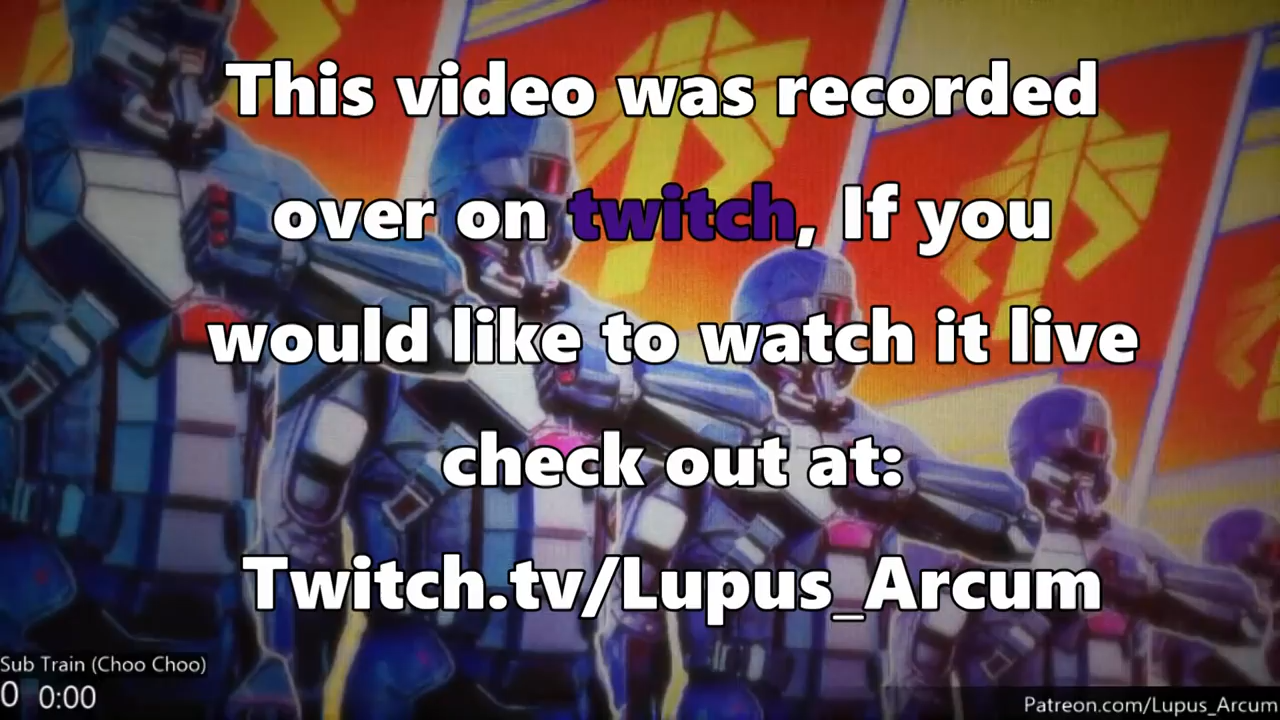 This video was recorded
over on twitch, If you
would like to watch it live
check out at:
Twitch.tv/Lupus_Arcum
Sub Train (Choo Choo)
0 0:00
Patreon.com/Lupus_Arcum